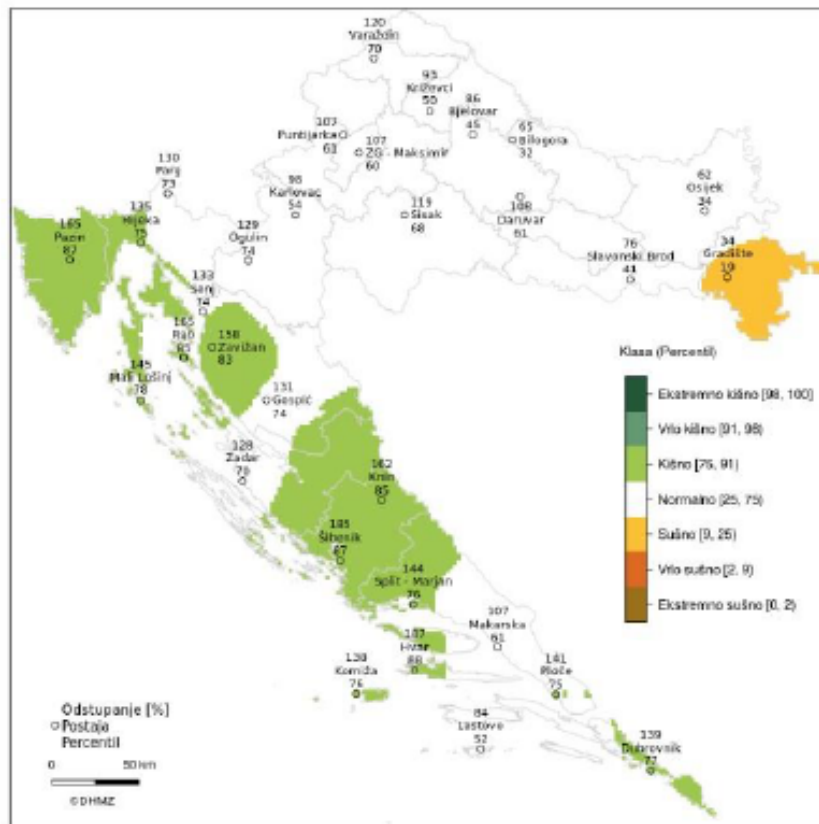 120
Varaždin
70
93
Križevci
50
86
Bjelovar
45
65
Bilogora
32
107
Puntijarka
61
107
ZG - Maksimir
60
130
Parg
73
98
Karlovac
54
119
Sisak
68
108
Daruvar
61
62
Osijek
34
135
Rijeka
75
165
Pazin
87
129
Ogulin
74
76
Slavonski Brod
41
34
Gradište
19
133
Senj
74
165
Rab
85
158
Zavižan
83
145
Mali Lošinj
78
131
Gospić
74
128
Zadar
70
162
Knin
85
185
Šibenik
87
144
Split - Marjan
76
107
Makarska
61
Hvar
88
138
Komiža
76
141
Ploče
75
84
Lastovo
52
139
Dubrovnik
77
Klasa (Percentil)
Ekstremno kišno [98, 100]
Vrlo kišno [91, 98)
Kišno [75, 91)
Normalno [25, 75)
Sušno [9, 25)
Vrlo sušno [2, 9)
Ekstremno sušno [0, 2)
Odstupanje [%]
Postaja
Percentil
0 50 km
©DHMZ